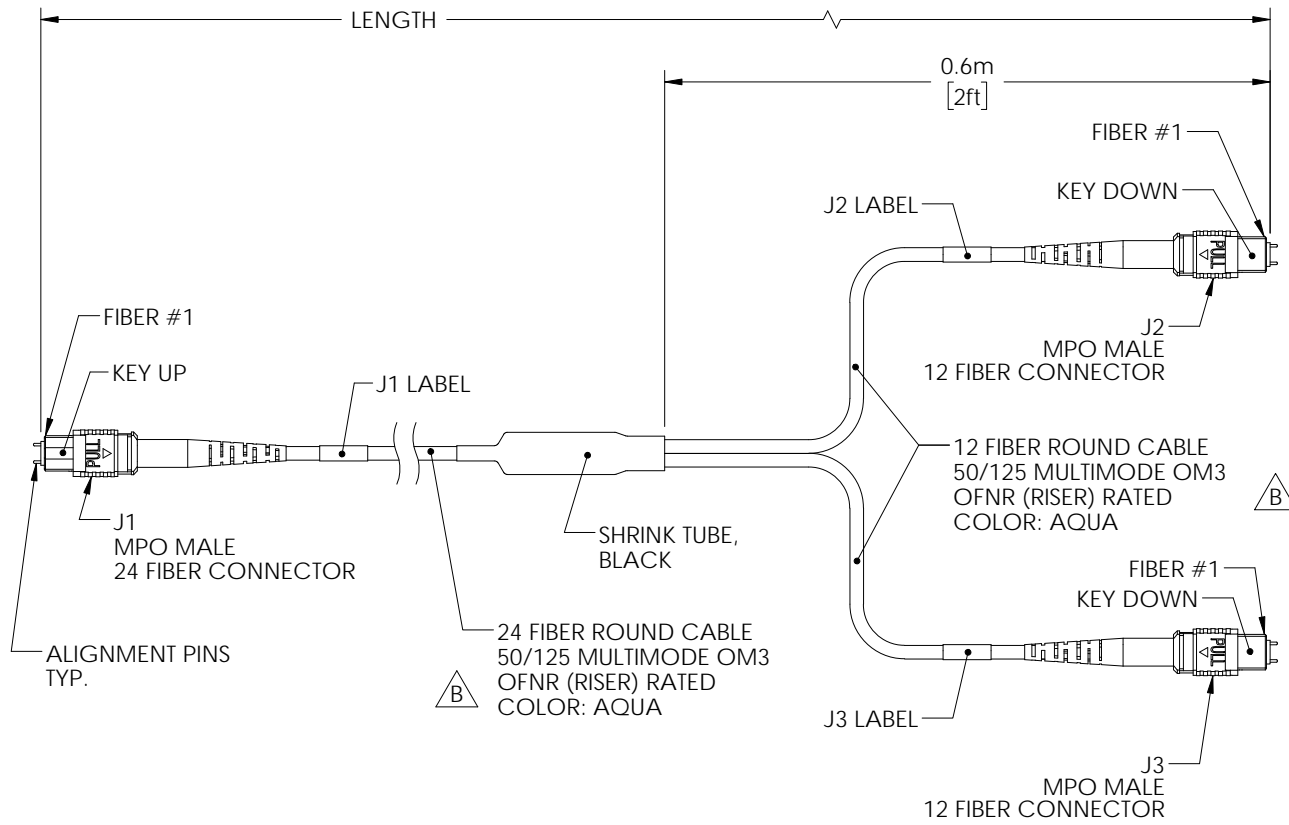 LENGTH
0.6m
[2ft]
FIBER #1
KEY DOWN
J2 LABEL
PULL
J2
MPO MALE
12 FIBER CONNECTOR
FIBER #1
KEY UP
J1 LABEL
PULL
J1
MPO MALE
24 FIBER CONNECTOR
SHRINK TUBE,
BLACK
12 FIBER ROUND CABLE
50/125 MULTIMODE OM3
OFNR (RISER) RATED
COLOR: AQUA
B
ALIGNMENT PINS
TYP.
24 FIBER ROUND CABLE
50/125 MULTIMODE OM3
OFNR (RISER) RATED
COLOR: AQUA
B
FIBER #1
KEY DOWN
PULL
J3 LABEL
J3
MPO MALE
12 FIBER CONNECTOR